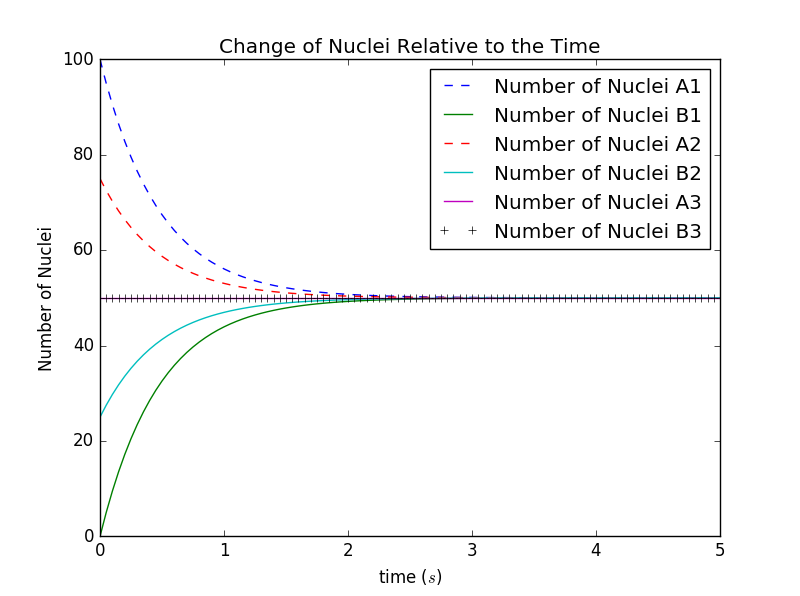 Change of Nuclei Relative to the Time
100
80
60
40
20
0
Number of Nuclei
Number of Nuclei A1
Number of Nuclei B1
Number of Nuclei A2
Number of Nuclei B2
Number of Nuclei A3
Number of Nuclei B3
0 1 2 3 4 5
time (s)